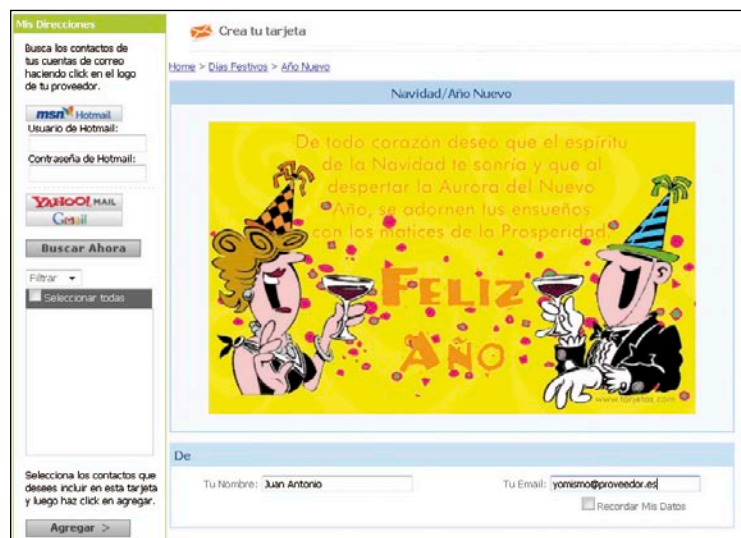 Mis Direcciones
Busca los contactos de
tus cuentas de correo
haciendo click en el logo
de tu proveedor.
msn Hotmail
Usuario de Hotmail:
Contraseña de Hotmail:
YAHOO! MAIL
Gmail
Buscar Ahora
Filtrar
Seleccionar todas
Selecciona los contactos que
desees incluir en esta tarjeta
y luego haz click en agregar.
Agregar >
Crea tu tarjeta
Home > Días Festivos > Año Nuevo
Navidad/Año Nuevo
De todo corazón deseo que el espíritu
de la Navidad te sonría y que al
despertar la Aurora del Nuevo
Año, se adornen tus ensueños
con los matices de la Prosperidad."
FELIZ
AÑO
www.tarjetas.com
De
Tu Nombre: Juan Antonio
Tu Email: yomismo@proveedor.es
Recordar Mis Datos